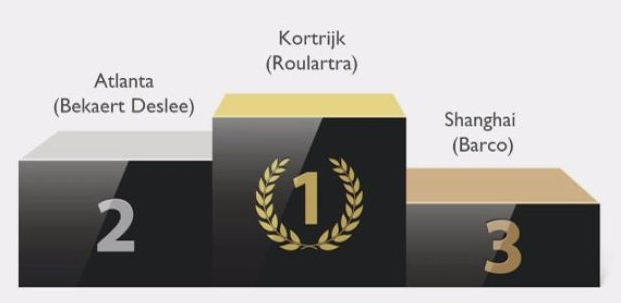 Kortrijk
(Roulartra)
Atlanta
(Bekaert Deslee)
Shanghai
(Barco)
2
1
3